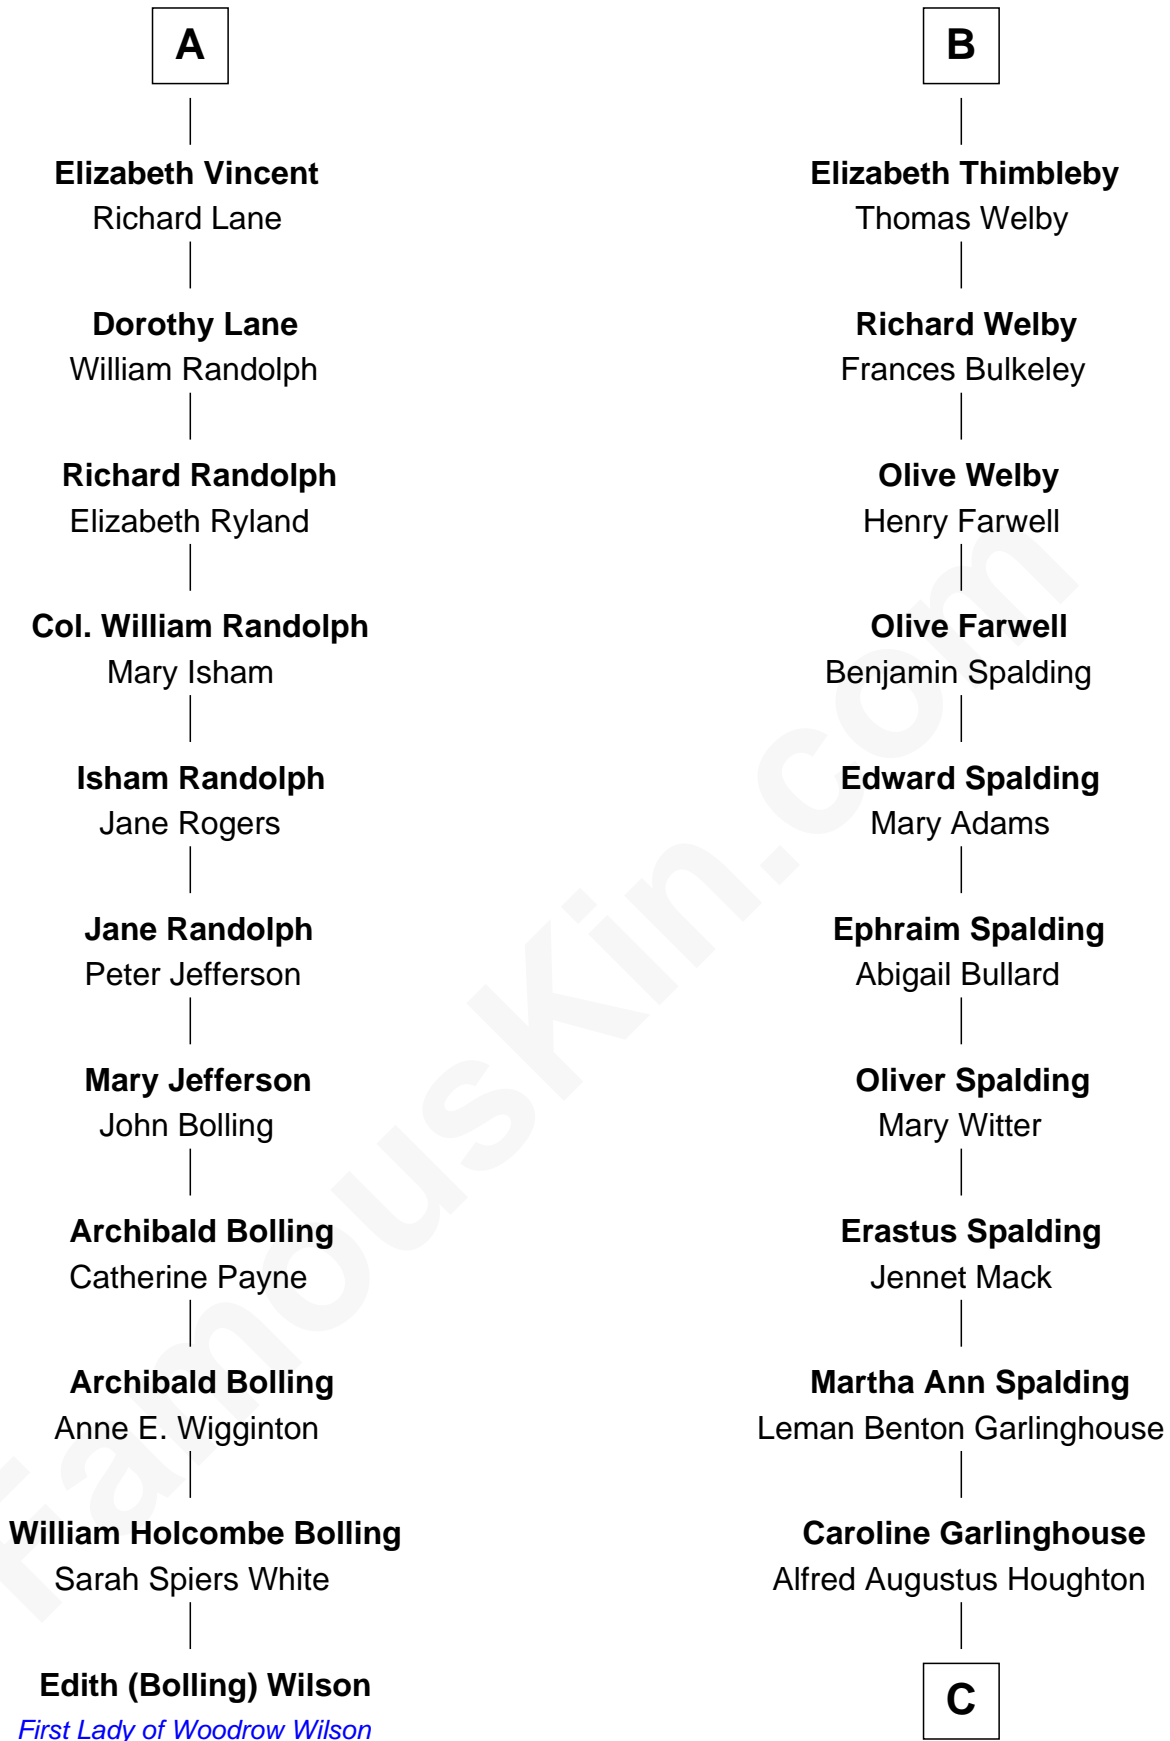 A
Elizabeth Vincent
Richard Lane
Dorothy Lane
William Randolph
Richard Randolph
Elizabeth Ryland
Col. William Randolph
Mary Isham
Isham Randolph
Jane Rogers
Jane Randolph
Peter Jefferson
Mary Jefferson
John Bolling
Archibald Bolling
Catherine Payne
Archibald Bolling
Anne E. Wigginton
William Holcombe Bolling
Sarah Spiers White
Edith (Bolling) Wilson
First Lady of Woodrow Wilson
B
Elizabeth Thimbleby
Thomas Welby
Richard Welby
Frances Bulkeley
Olive Welby
Henry Farwell
Olive Farwell
Benjamin Spalding
Edward Spalding
Mary Adams
Ephraim Spalding
Abigail Bullard
Oliver Spalding
Mary Witter
Erastus Spalding
Jennet Mack
Martha Ann Spalding
Leman Benton Garlinghouse
Caroline Garlinghouse
Alfred Augustus Houghton
C
FamousKin.com